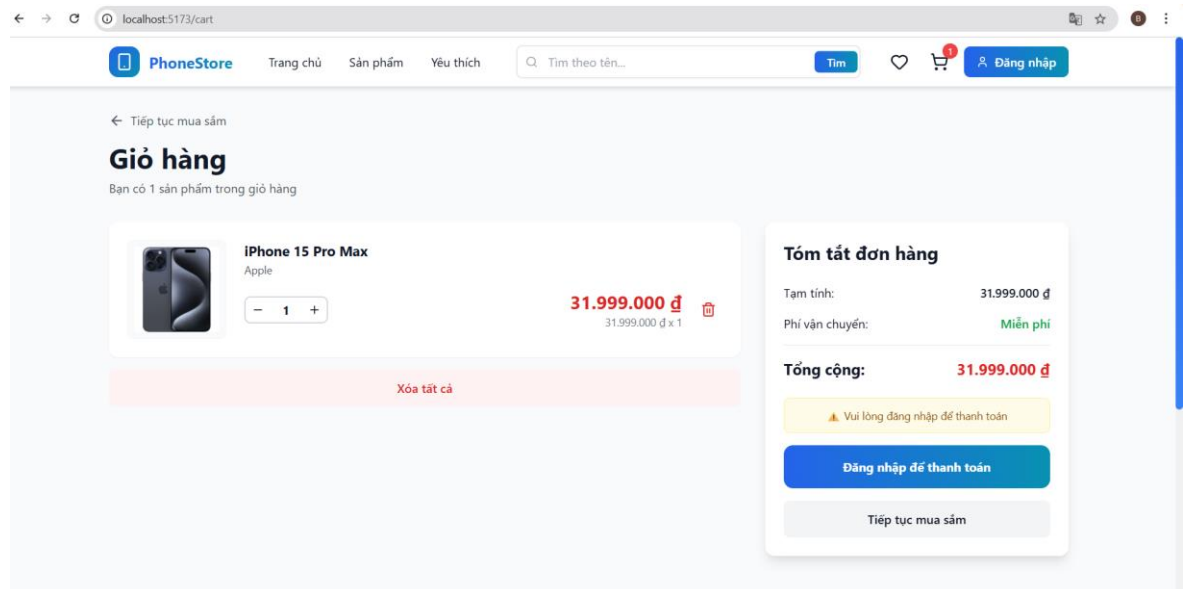 localhost:5173/cart
B
PhoneStore
Trang chủ
Sản phẩm
Yêu thích
Tìm theo tên...
Tìm
1
Đăng nhập
← Tiếp tục mua sắm
Giỏ hàng
Bạn có 1 sản phẩm trong giỏ hàng
iPhone 15 Pro Max
Apple
− 1 +
31.999.000 ₫
31.999.000 ₫ x 1
Xóa tất cả
Tóm tắt đơn hàng
Tạm tính: 31.999.000 ₫
Phí vận chuyển: Miễn phí
Tổng cộng: 31.999.000 ₫
⚠ Vui lòng đăng nhập để thanh toán
Đăng nhập để thanh toán
Tiếp tục mua sắm